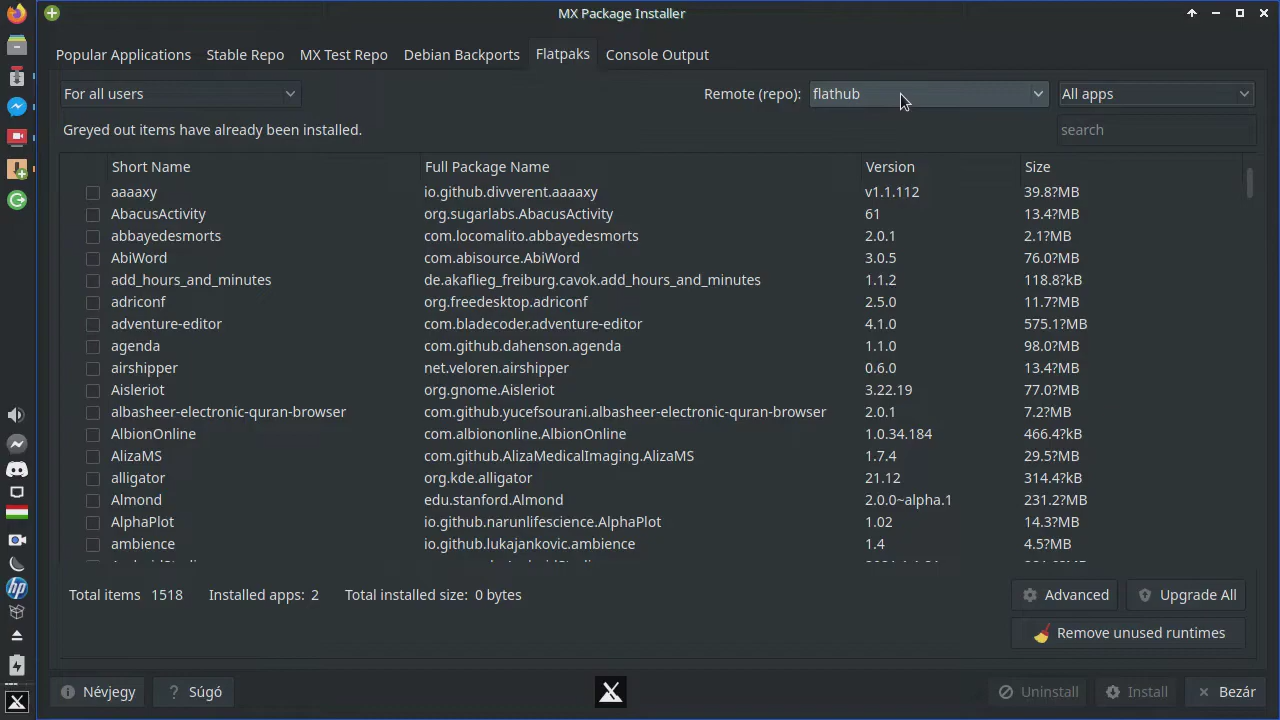 MX Package Installer
Popular Applications Stable Repo MX Test Repo Debian Backports Flatpaks Console Output
For all users Remote (repo): flathub All apps
Greyed out items have already been installed. search
Short Name Full Package Name Version Size
aaaaxy io.github.divverent.aaaaxy v1.1.112 39.8?MB
AbacusActivity org.sugarlabs.AbacusActivity 61 13.4?MB
abbayedesmorts com.locomalito.abbayedesmorts 2.0.1 2.1?MB
AbiWord com.abisource.AbiWord 3.0.5 76.0?MB
add_hours_and_minutes de.akaflieg_freiburg.cavok.add_hours_and_minutes 1.1.2 118.8?kB
adriconf org.freedesktop.adriconf 2.5.0 11.7?MB
adventure-editor com.bladecoder.adventure-editor 4.1.0 575.1?MB
agenda com.github.dahenson.agenda 1.1.0 98.0?MB
airshipper net.veloren.airshipper 0.6.0 13.4?MB
Aisleriot org.gnome.Aisleriot 3.22.19 77.0?MB
albasheer-electronic-quran-browser com.github.yucefsourani.albasheer-electronic-quran-browser 2.0.1 7.2?MB
AlbionOnline com.albiononline.AlbionOnline 1.0.34.184 466.4?kB
AlizaMS com.github.AlizaMedicalImaging.AlizaMS 1.7.4 29.5?MB
alligator org.kde.alligator 21.12 314.4?kB
Almond edu.stanford.Almond 2.0.0~alpha.1 231.2?MB
AlphaPlot io.github.narunlifescience.AlphaPlot 1.02 14.3?MB
ambience io.github.lukajankovic.ambience 1.4 4.5?MB
Total items 1518 Installed apps: 2 Total installed size: 0 bytes Advanced Upgrade All
Remove unused runtimes
hp
Névjegy Súgó Uninstall Install Bezár